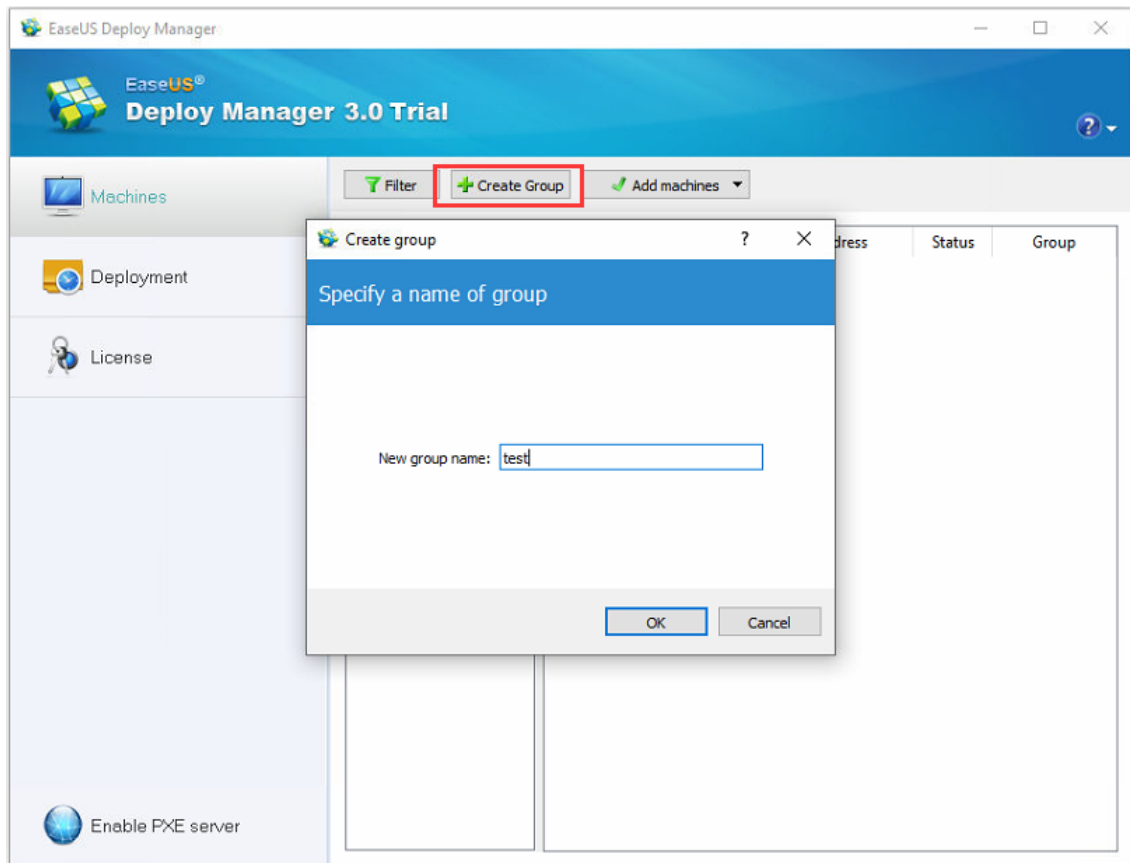 EaseUS Deploy Manager
EaseUS®
Deploy Manager 3.0 Trial
?
Machines
Deployment
License
Enable PXE server
Filter
Create Group
Add machines
Status
Group
Create group
?
Specify a name of group
New group name: test
OK
Cancel